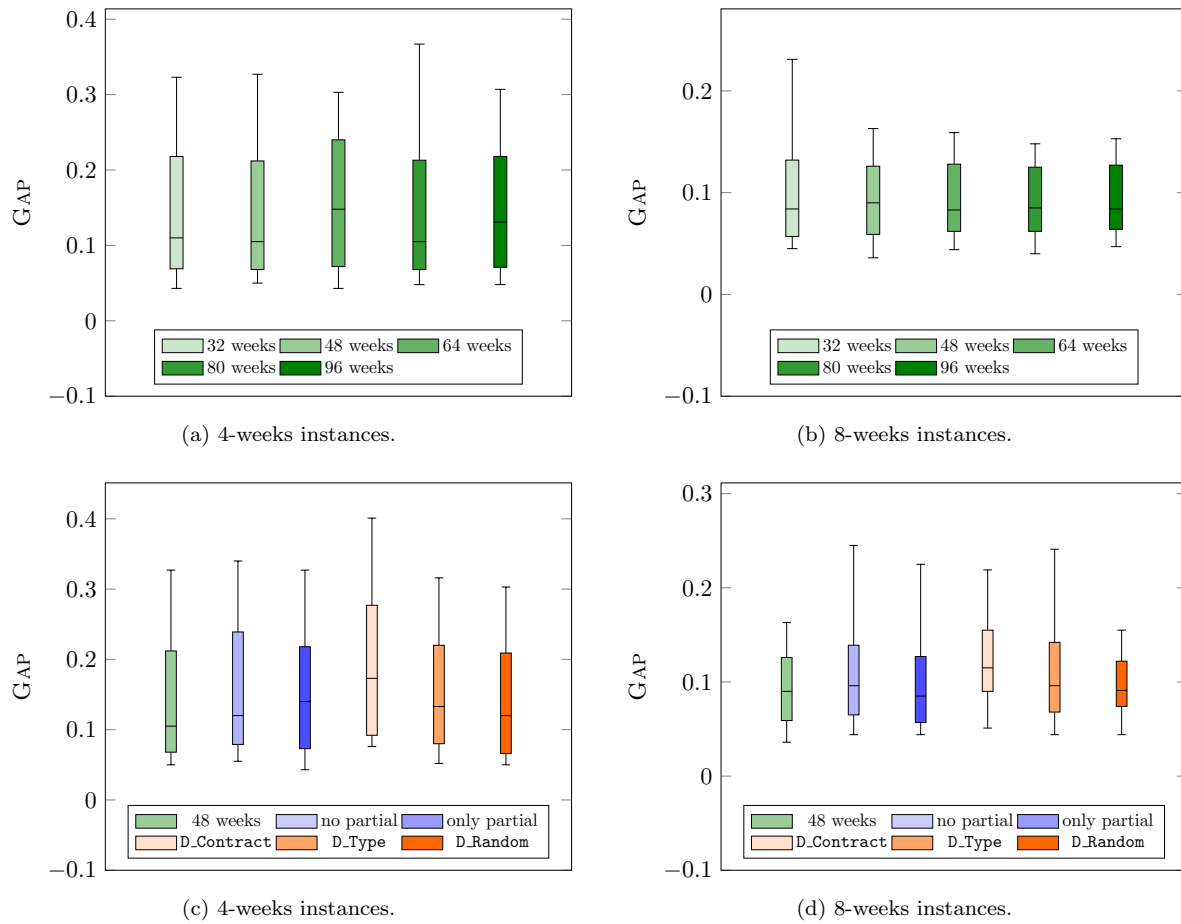 0.4
0.3
0.2
0.1
0
−0.1
GAP
32 weeks 48 weeks 64 weeks
80 weeks 96 weeks
(a) 4-weeks instances.
0.2
0.1
0
−0.1
GAP
32 weeks 48 weeks 64 weeks
80 weeks 96 weeks
(b) 8-weeks instances.
0.4
0.3
0.2
0.1
0
−0.1
GAP
48 weeks no partial only partial
D_Contract D_Type D_Random
(c) 4-weeks instances.
0.3
0.2
0.1
0
−0.1
GAP
48 weeks no partial only partial
D_Contract D_Type D_Random
(d) 8-weeks instances.